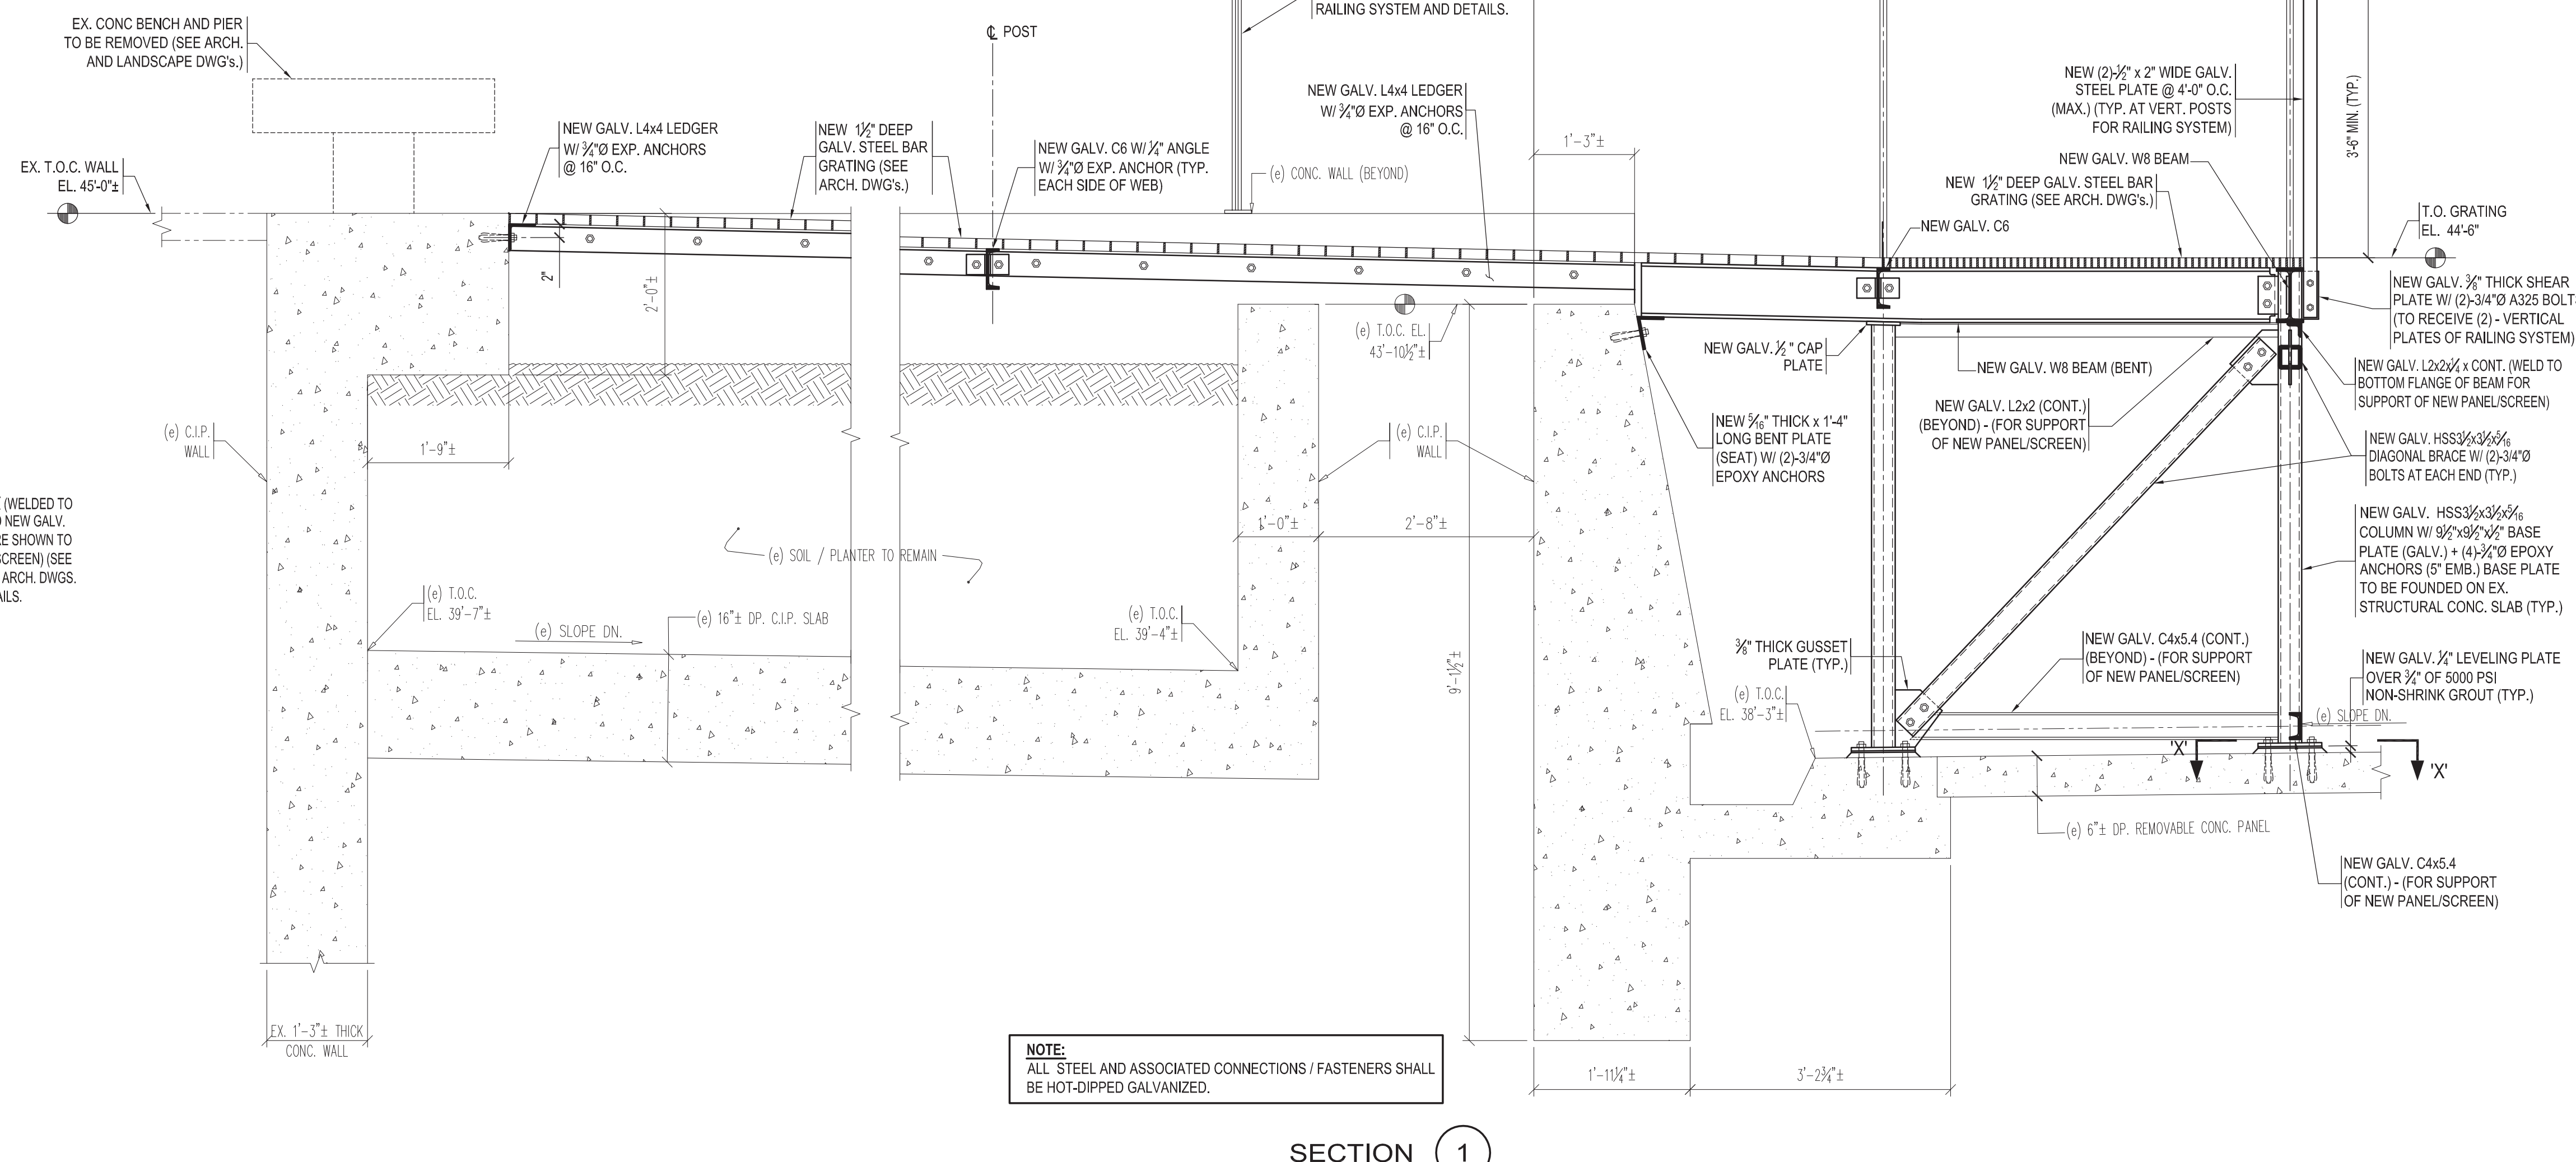 EX. CONC BENCH AND PIER
TO BE REMOVED (SEE ARCH.
AND LANDSCAPE DWG's.)
℄ POST
RAILING SYSTEM AND DETAILS.
NEW GALV. L4x4 LEDGER
W/ ¾"Ø EXP. ANCHORS
@ 16" O.C.
NEW (2)-½" x 2" WIDE GALV.
STEEL PLATE @ 4'-0" O.C.
(MAX.) (TYP. AT VERT. POSTS
FOR RAILING SYSTEM)
3'-6" MIN. (TYP.)
EX. T.O.C. WALL
EL. 45'-0"±
NEW GALV. L4x4 LEDGER
W/ ¾"Ø EXP. ANCHORS
@ 16" O.C.
NEW 1½" DEEP
GALV. STEEL BAR
GRATING (SEE
ARCH. DWG's.)
NEW GALV. C6 W/ ¼" ANGLE
W/ ¾"Ø EXP. ANCHOR (TYP.
EACH SIDE OF WEB)
(e) CONC. WALL (BEYOND)
1'-3"±
NEW GALV. W8 BEAM
NEW 1½" DEEP GALV. STEEL BAR
GRATING (SEE ARCH. DWG's.)
NEW GALV. C6
T.O. GRATING
EL. 44'-6"
2"
2'-0"±
(e) T.O.C. EL.
43'-10½"±
NEW GALV. ½" CAP
PLATE
NEW GALV. W8 BEAM (BENT)
NEW GALV. ⅜" THICK SHEAR
PLATE W/ (2)-3/4"Ø A325 BOLT
(TO RECEIVE (2) - VERTICAL
PLATES OF RAILING SYSTEM)
NEW GALV. L2x2x¼ x CONT. (WELD TO
BOTTOM FLANGE OF BEAM FOR
SUPPORT OF NEW PANEL/SCREEN)
NEW GALV. L2x2 (CONT.)
(BEYOND) - (FOR SUPPORT
OF NEW PANEL/SCREEN)
NEW 5⁄16" THICK x 1'-4"
LONG BENT PLATE
(SEAT) W/ (2)-3/4"Ø
EPOXY ANCHORS
(e) C.I.P.
WALL
1'-9"±
(e) C.I.P.
WALL
NEW GALV. HSS3½x3½x5⁄16
DIAGONAL BRACE W/ (2)-3/4"Ø
BOLTS AT EACH END (TYP.)
(WELDED TO
NEW GALV.
RE SHOWN TO
SCREEN) (SEE
ARCH. DWGS.
AILS.
1'-0"±
2'-8"±
(e) SOIL / PLANTER TO REMAIN
NEW GALV. HSS3½x3½x5⁄16
COLUMN W/ 9½"x9½"x½" BASE
PLATE (GALV.) + (4)-¾"Ø EPOXY
ANCHORS (5" EMB.) BASE PLATE
TO BE FOUNDED ON EX.
STRUCTURAL CONC. SLAB (TYP.)
(e) T.O.C.
EL. 39'-7"±
(e) SLOPE DN.
(e) 16"± DP. C.I.P. SLAB
(e) T.O.C.
EL. 39'-4"±
9'-1½"±
⅜" THICK GUSSET
PLATE (TYP.)
NEW GALV. C4x5.4 (CONT.)
(BEYOND) - (FOR SUPPORT
OF NEW PANEL/SCREEN)
NEW GALV. ¼" LEVELING PLATE
OVER ¾" OF 5000 PSI
NON-SHRINK GROUT (TYP.)
(e) T.O.C.
EL. 38'-3"±
(e) SLOPE DN.
'X'
'X'
(e) 6"± DP. REMOVABLE CONC. PANEL
NEW GALV. C4x5.4
(CONT.) - (FOR SUPPORT
OF NEW PANEL/SCREEN)
EX. 1'-3"± THICK
CONC. WALL
NOTE:
ALL STEEL AND ASSOCIATED CONNECTIONS / FASTENERS SHALL
BE HOT-DIPPED GALVANIZED.
1'-11¼"±
3'-2¾"±
SECTION 1